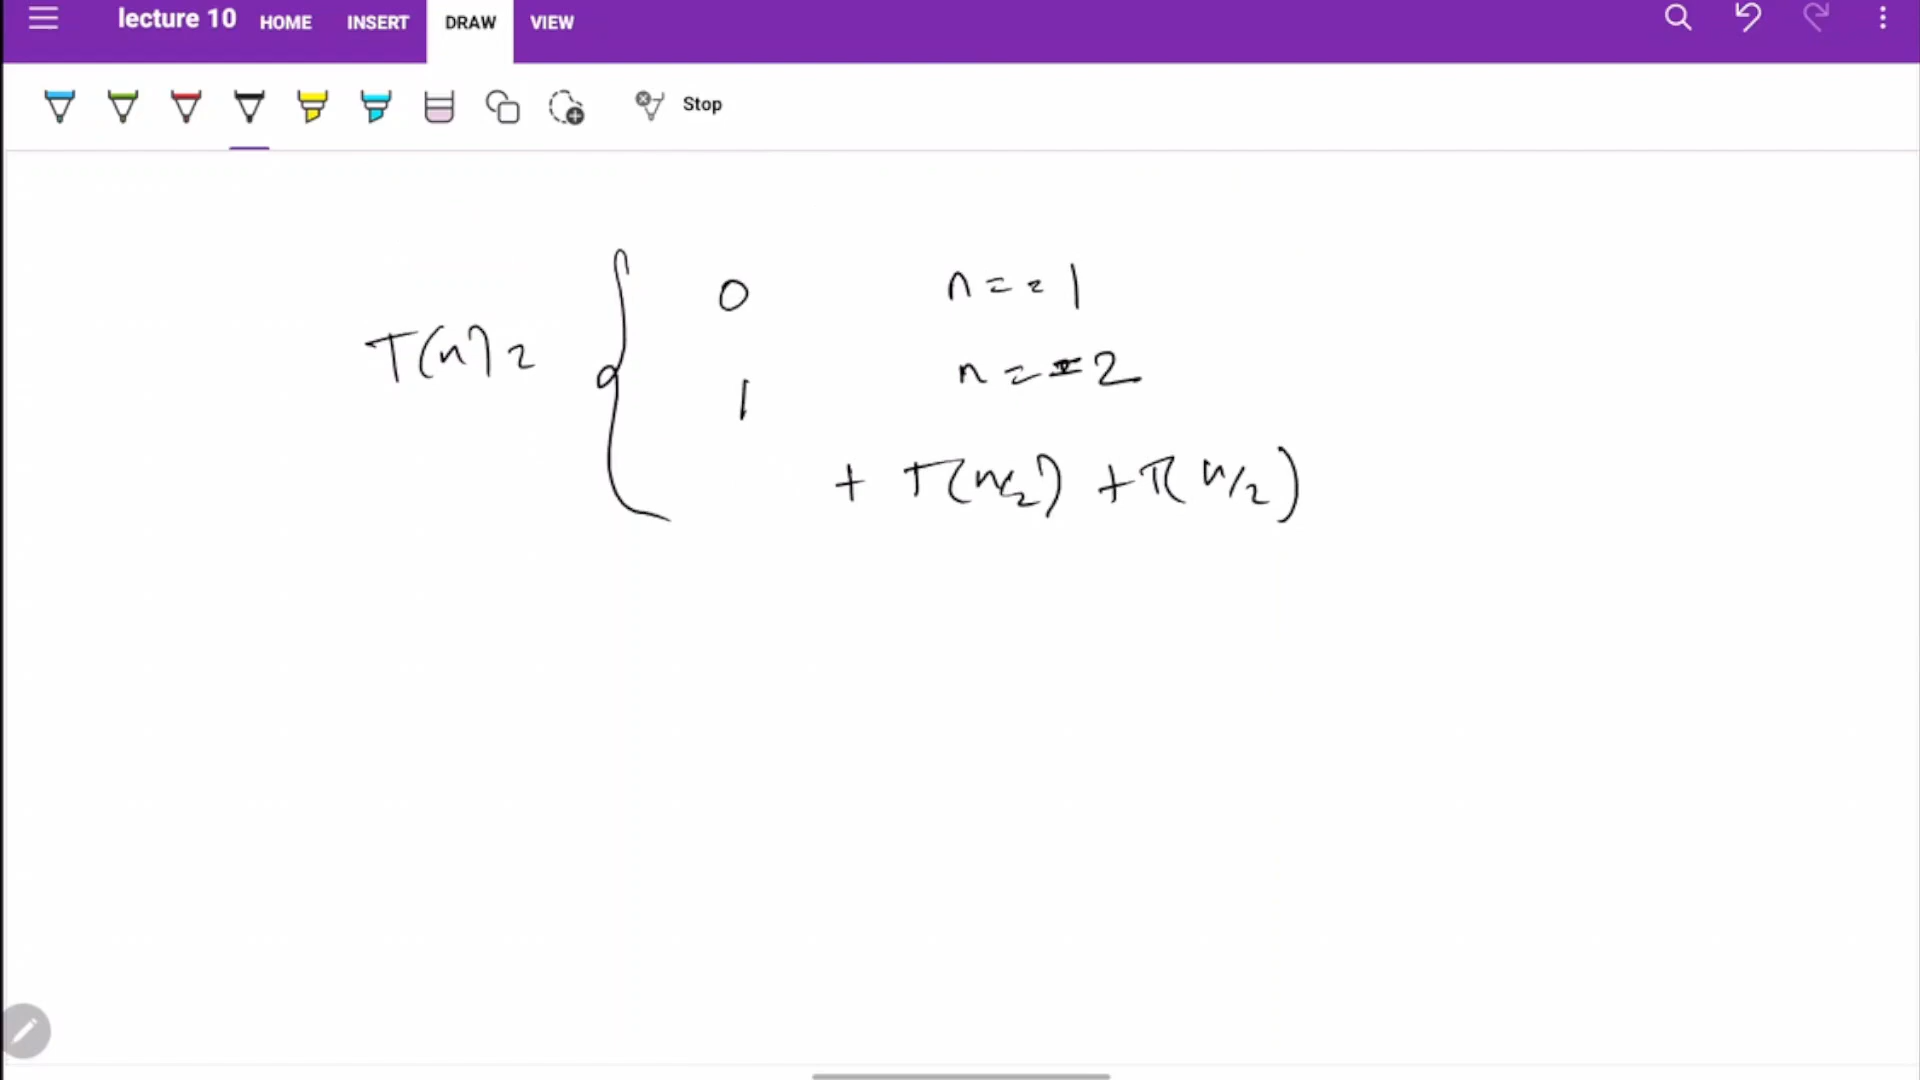 lecture 10 HOME INSERT DRAW VIEW
Stop
0 n = = 1
T(n) =
1 n = = 2
+ T(n/2) + T(n/2)